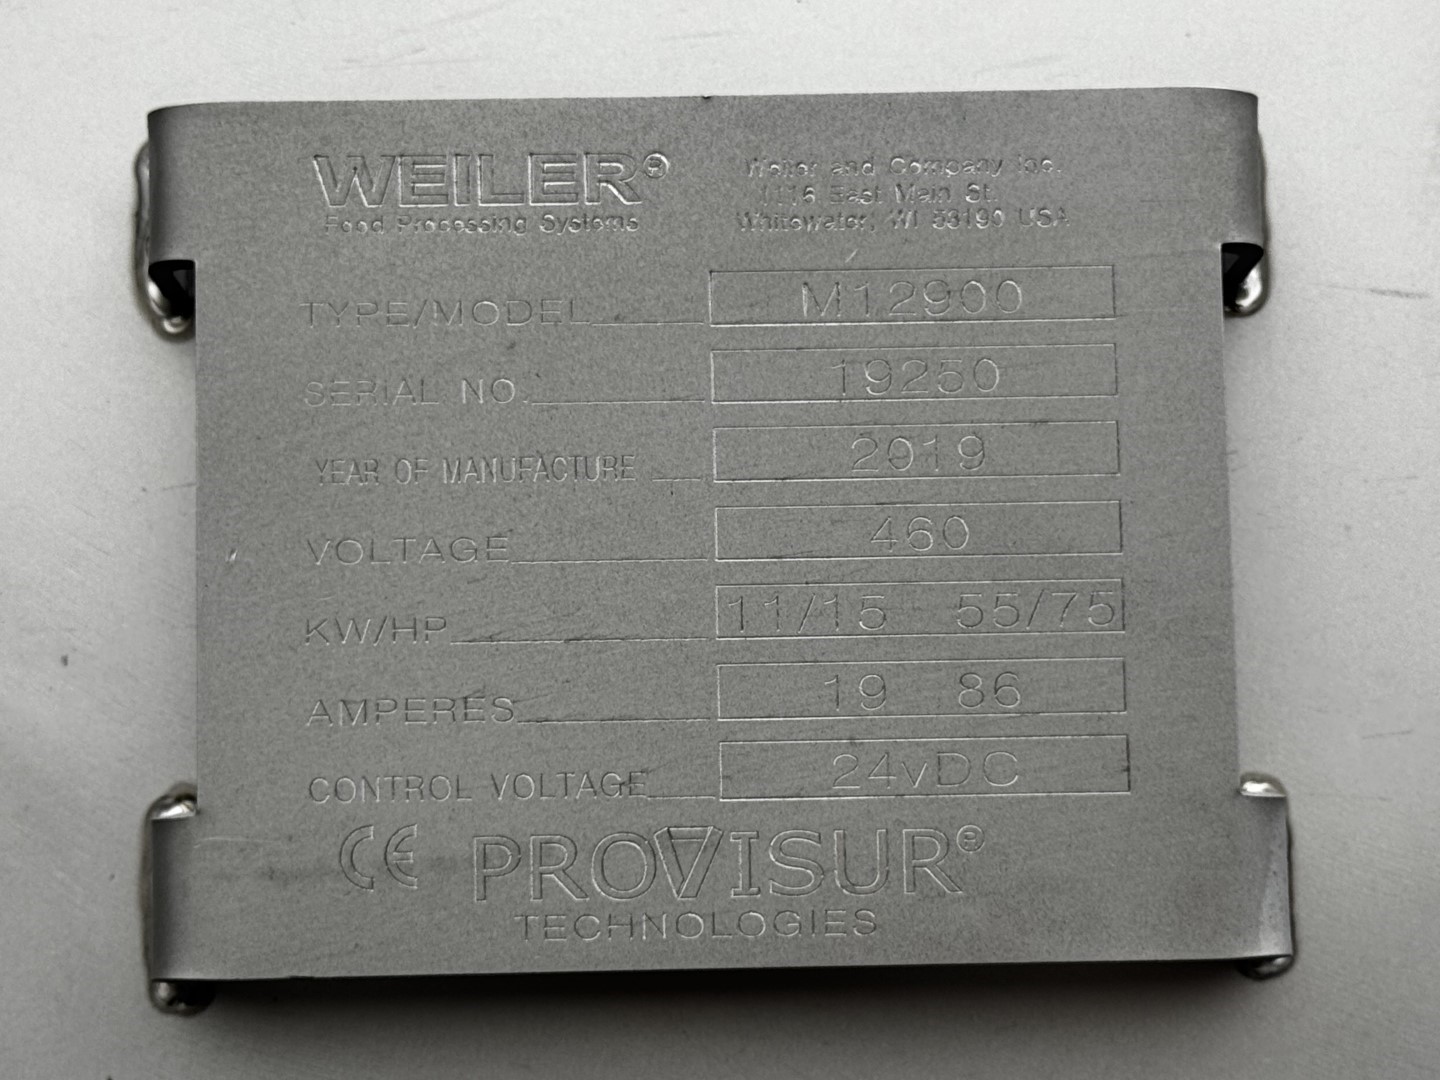 WEILER®
Food Processing Systems
Weiler and Company Inc.
1116 East Main St.
Whitewater, WI 53190 USA
TYPE/MODEL M12900
SERIAL NO. 19250
YEAR OF MANUFACTURE 2019
VOLTAGE 460
KW/HP 11/15 55/75
AMPERES 19 86
CONTROL VOLTAGE 24vDC
CE PROVISUR®
TECHNOLOGIES